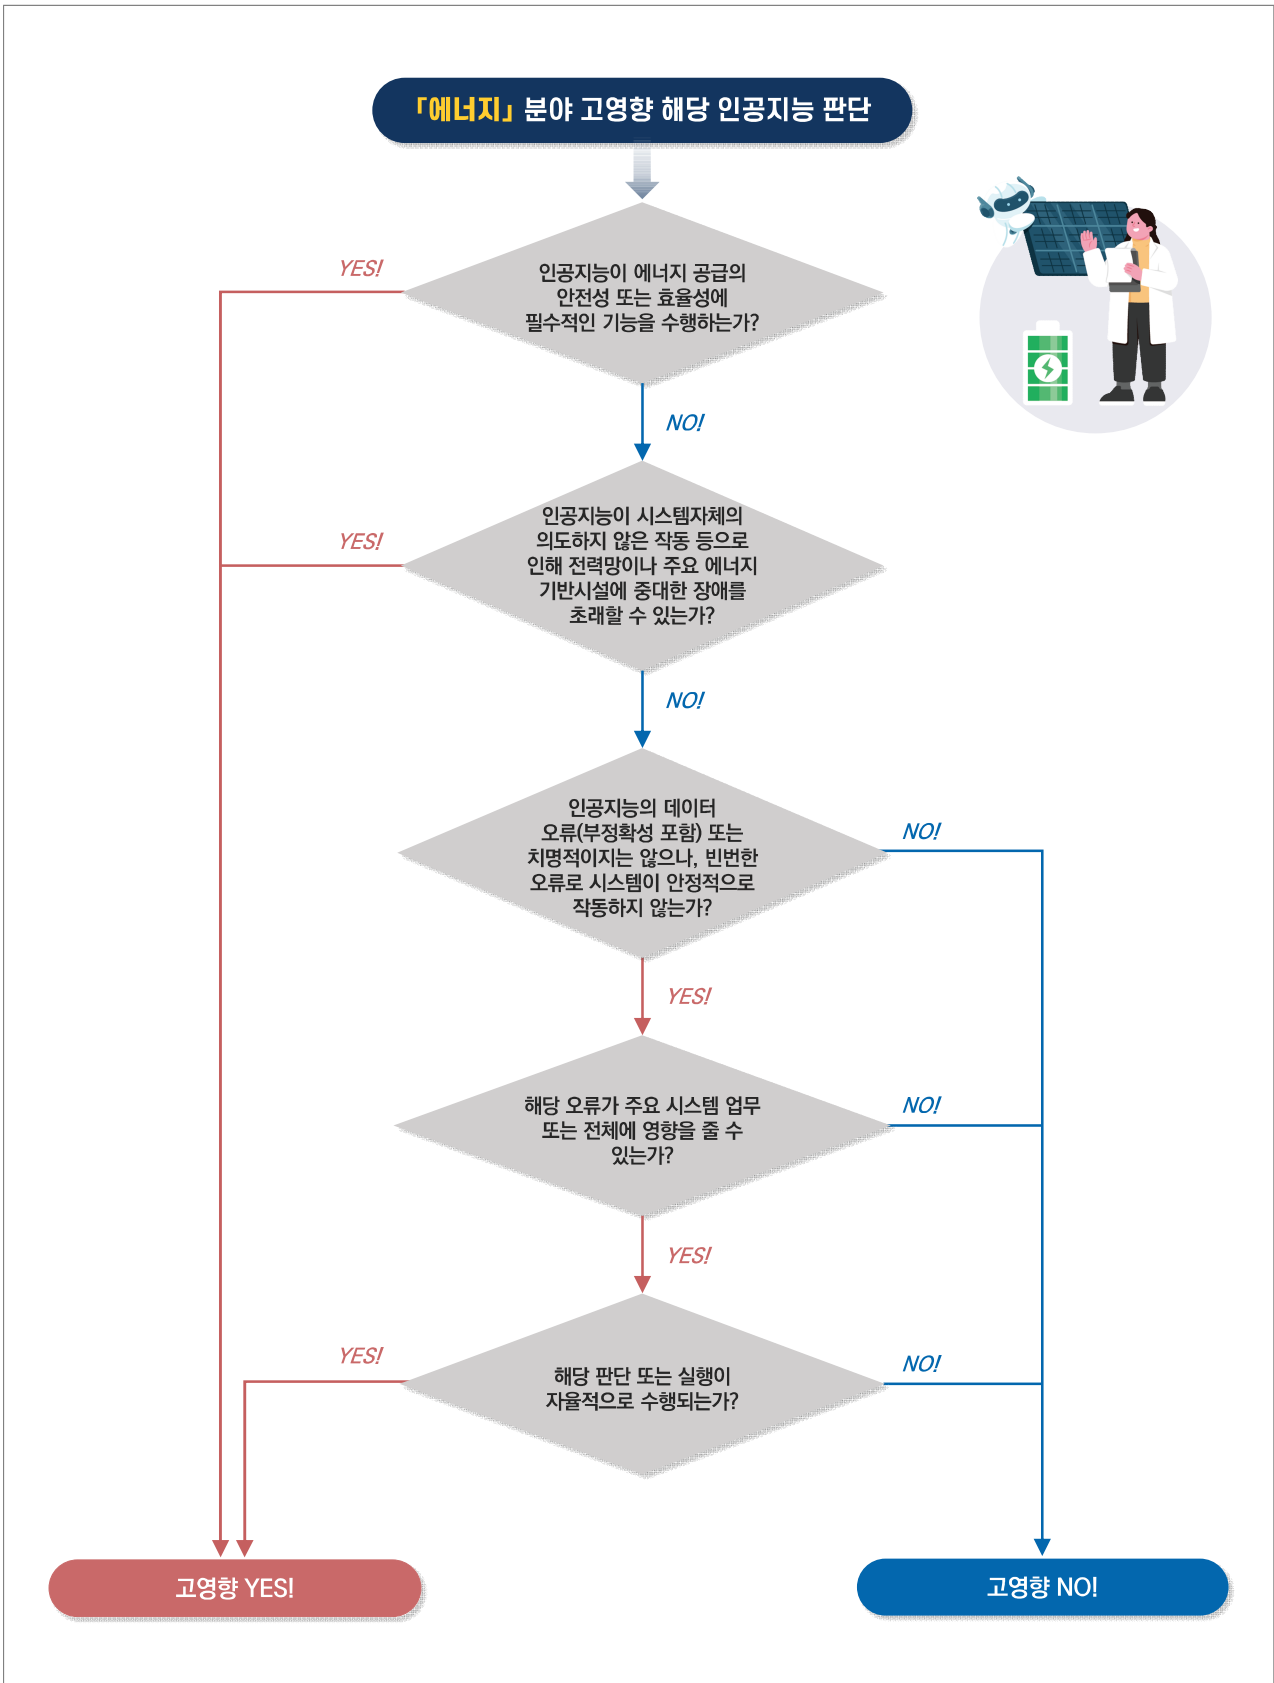 「에너지」 분야 고영향 해당 인공지능 판단
YES!
인공지능이 에너지 공급의
안전성 또는 효율성에
필수적인 기능을 수행하는가?
NO!
YES!
인공지능이 시스템자체의
의도하지 않은 작동 등으로
인해 전력망이나 주요 에너지
기반시설에 중대한 장애를
초래할 수 있는가?
NO!
인공지능의 데이터
오류(부정확성 포함) 또는
치명적이지는 않으나, 빈번한
오류로 시스템이 안정적으로
작동하지 않는가?
NO!
YES!
해당 오류가 주요 시스템 업무
또는 전체에 영향을 줄 수
있는가?
NO!
YES!
YES!
해당 판단 또는 실행이
자율적으로 수행되는가?
NO!
고영향 YES!
고영향 NO!